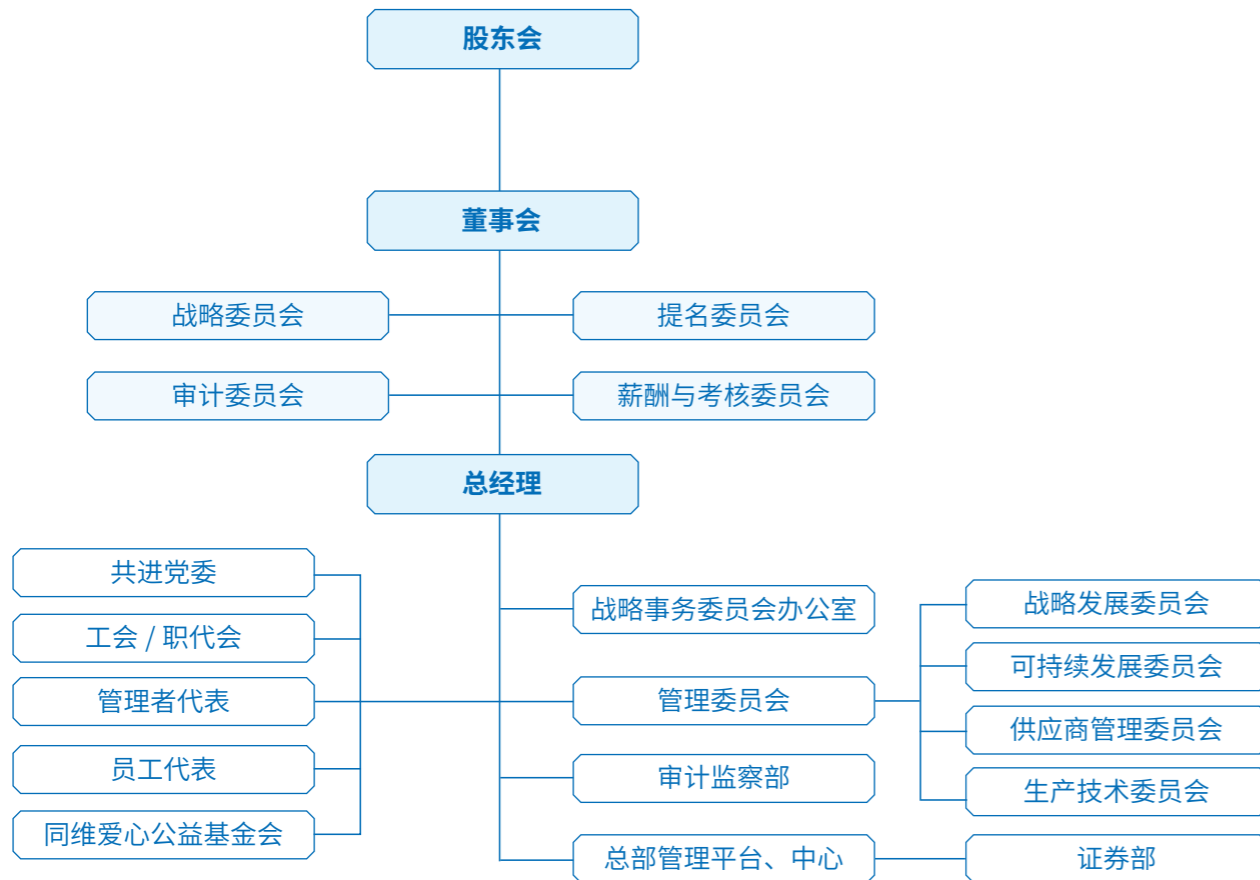 股东会
董事会
战略委员会
提名委员会
审计委员会
薪酬与考核委员会
总经理
共进党委
工会 / 职代会
管理者代表
员工代表
同维爱心公益基金会
战略事务委员会办公室
管理委员会
审计监察部
总部管理平台、中心
战略发展委员会
可持续发展委员会
供应商管理委员会
生产技术委员会
证券部